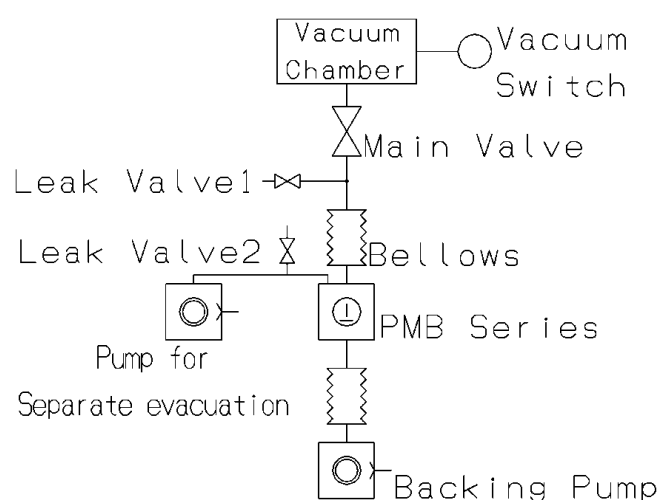 Vacuum
Chamber
Vacuum
Switch
Main Valve
Leak Valve1
Leak Valve2
Bellows
PMB Series
Pump for
Separate evacuation
Backing Pump